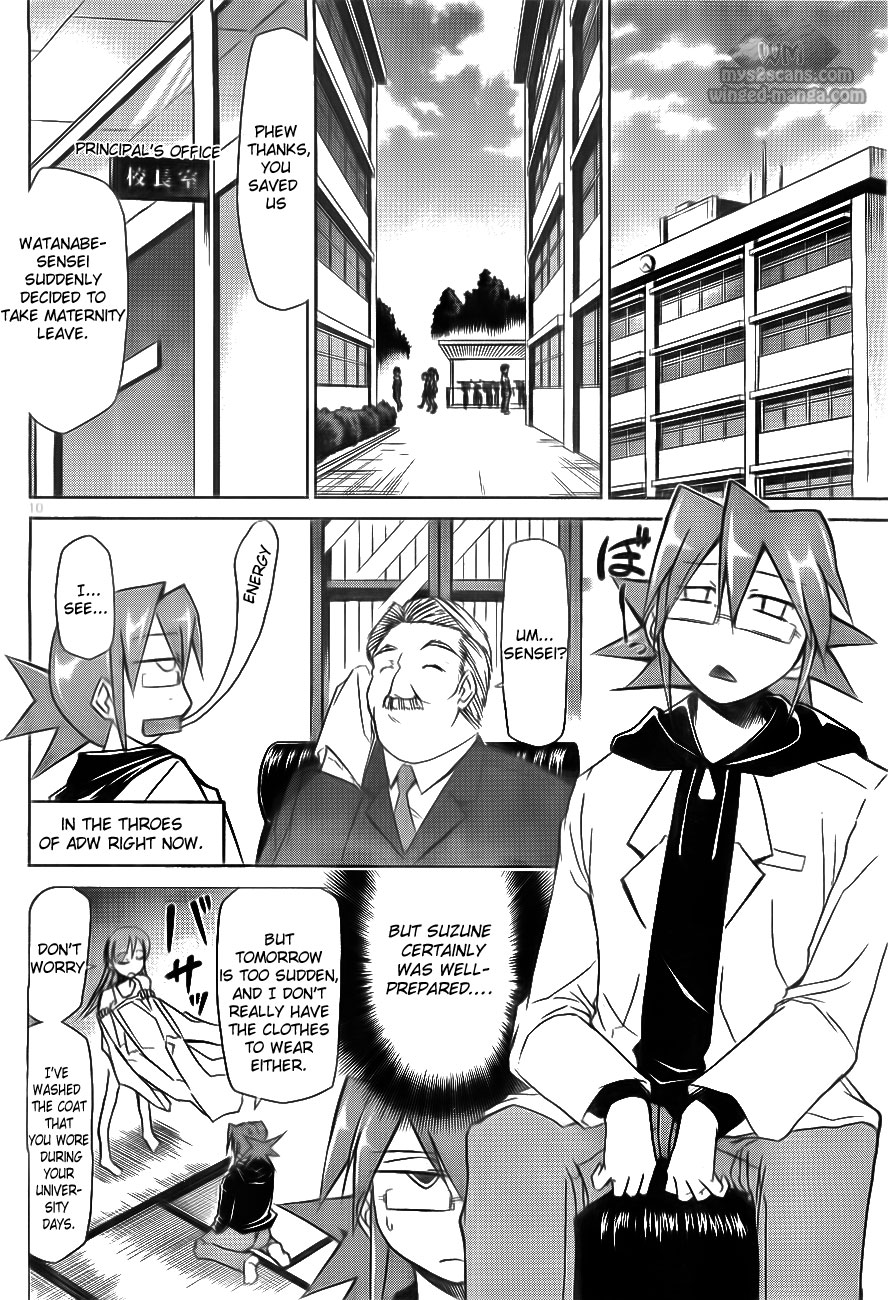 mys2scans.com
winged-manga.com
PHEW
THANKS,
YOU
SAVED
US
PRINCIPAL'S OFFICE
校長室
WATANABE-
SENSEI
SUDDENLY
DECIDED TO
TAKE MATERNITY
LEAVE.
10
ぼ
UM...
SENSEI?
ENERGY
I...
SEE...
IN THE THROES
OF ADW RIGHT NOW.
BUT SUZUNE
CERTAINLY
WAS WELL-
PREPARED....
BUT
TOMORROW
IS TOO SUDDEN,
AND I DON'T
REALLY HAVE
THE CLOTHES
TO WEAR
EITHER.
バサッ
DON'T
WORRY
I'VE
WASHED
THE COAT
THAT
YOU WORE
DURING
YOUR
UNIVER-
SITY
DAYS.